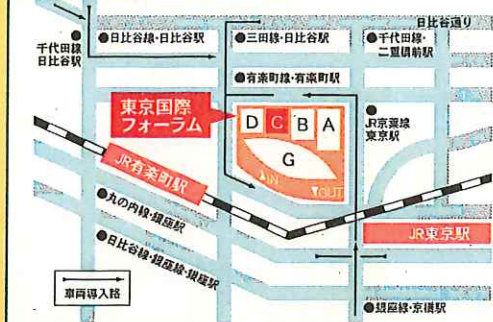 日比谷通り
千代田線
日比谷駅
●日比谷線・日比谷駅
●三田線・日比谷駅
●千代田線・
二重橋前駅
●有楽町線・有楽町駅
東京国際
フォーラム
D C B A
G
▲IN
▼OUT
●JR京葉線
東京駅
JR有楽町駅
●丸の内線・銀座駅
●日比谷線・銀座線・銀座駅
JR東京駅
車両導入路
●銀座線・京橋駅